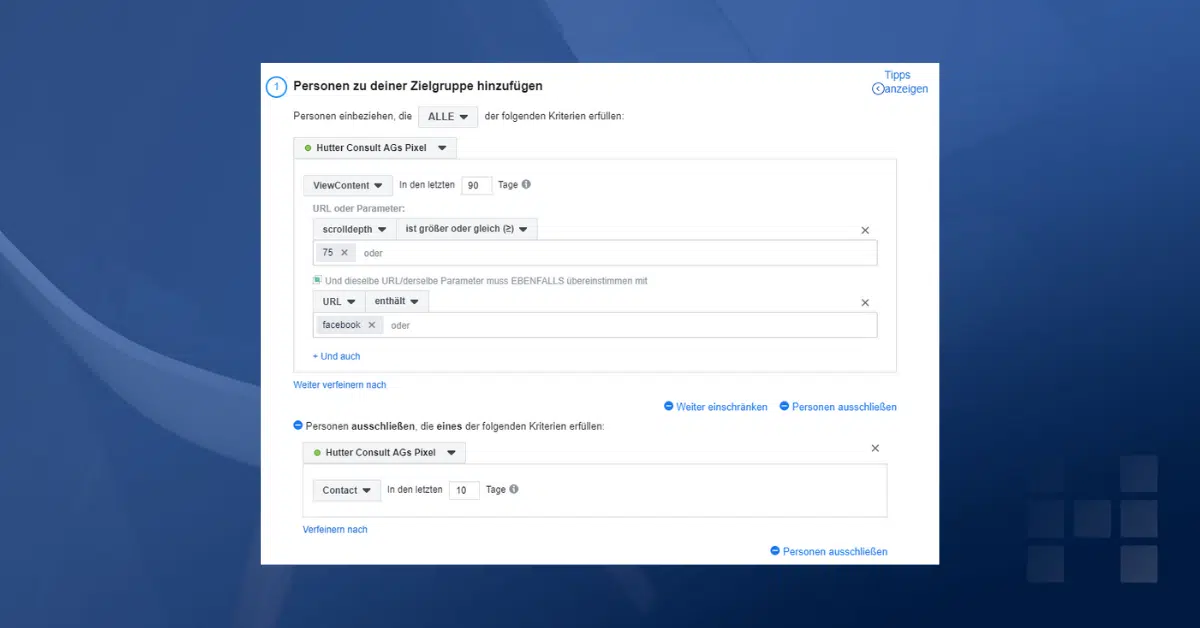 1 Personen zu deiner Zielgruppe hinzufügen
Tipps
anzeigen
Personen einbeziehen, die ALLE der folgenden Kriterien erfüllen:
Hutter Consult AGs Pixel
ViewContent In den letzten 90 Tage
URL oder Parameter:
scrolldepth ist größer oder gleich (≥)
75 × oder
Und dieselbe URL/derselbe Parameter muss EBENFALLS übereinstimmen mit
URL enthält
facebook × oder
+ Und auch
Weiter verfeinern nach
Weiter einschränken Personen ausschließen
Personen ausschließen, die eines der folgenden Kriterien erfüllen:
Hutter Consult AGs Pixel
Contact In den letzten 10 Tage
Verfeinern nach
Personen ausschließen